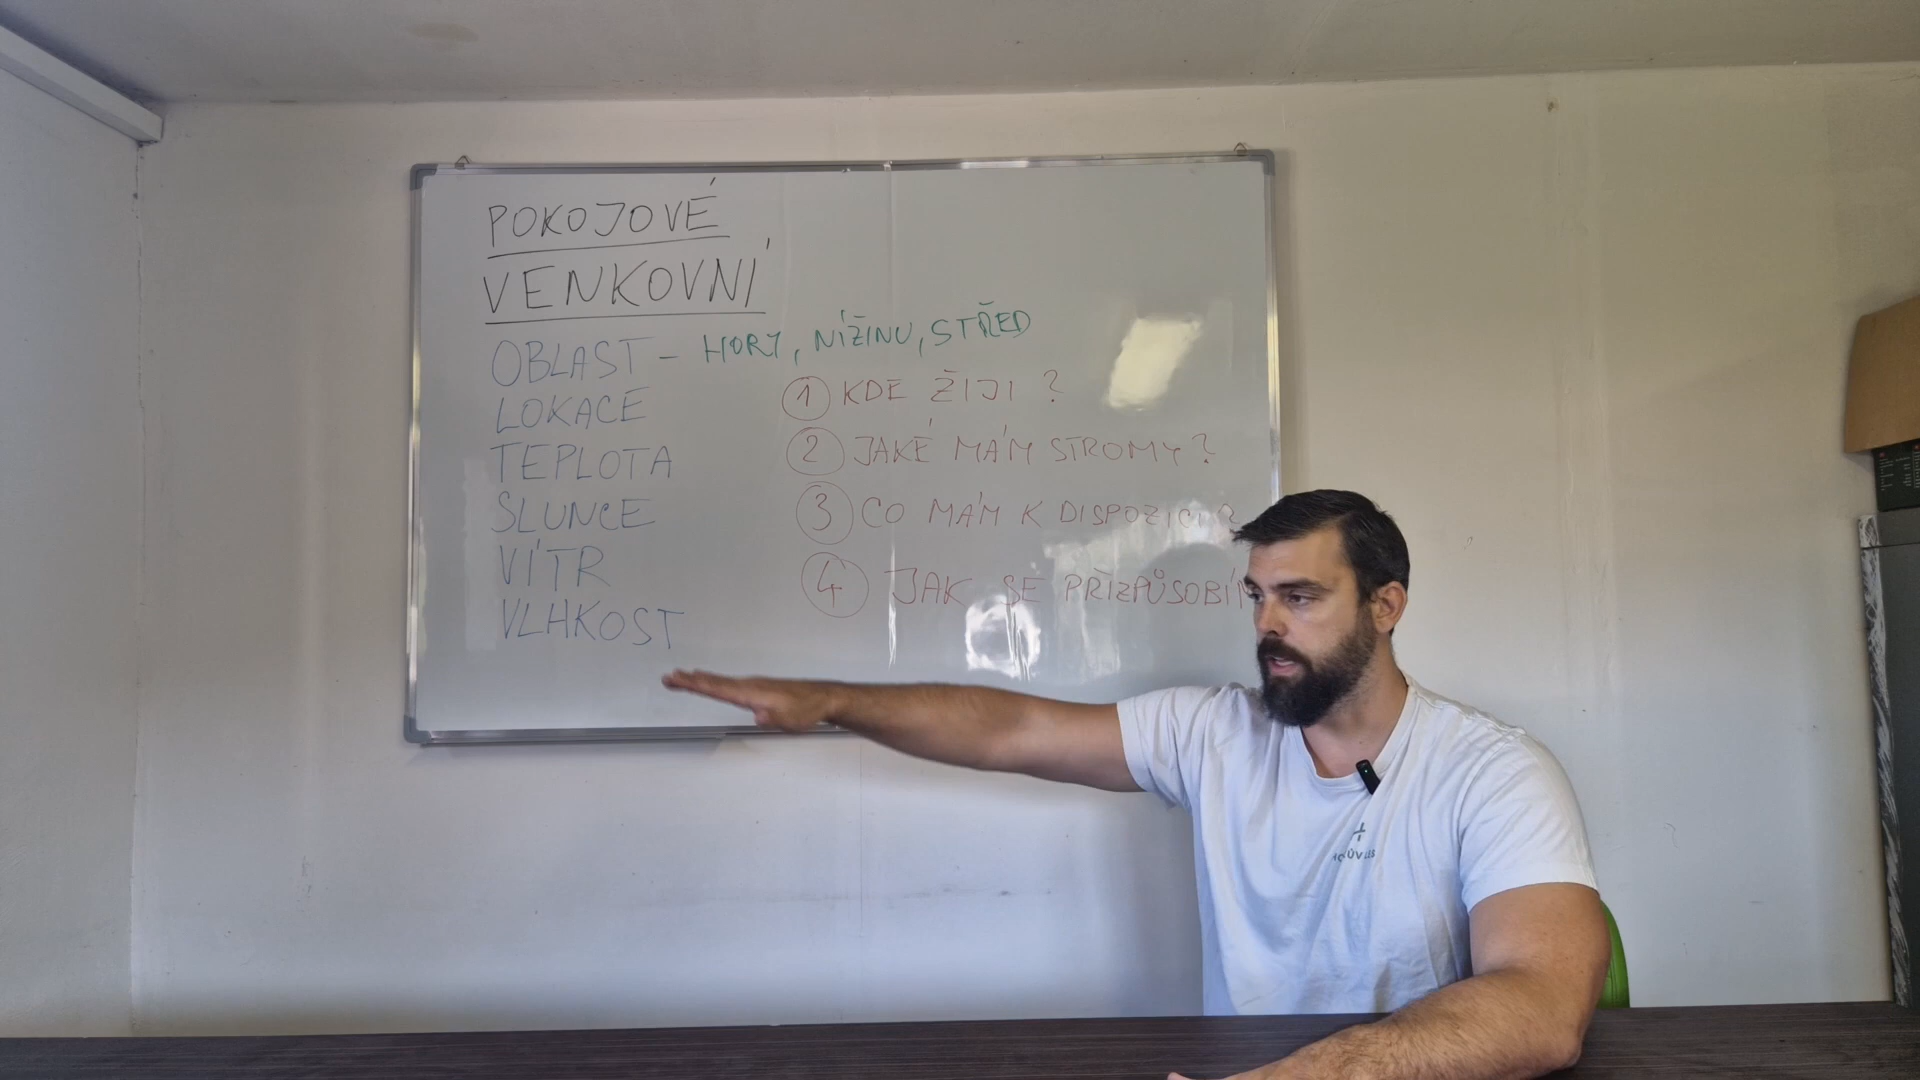 POKOJOVÉ
VENKOVNÍ
OBLAST – HORY, NÍŽINU, STŘED
LOKACE
TEPLOTA
SLUNCE
VÍTR
VLHKOST
1 KDE ŽIJI ?
2 JAKÉ MÁM STROMY ?
3 CO MÁM K DISPOZICI ?
4 JAK SE PŘIZPŮSOBÍM